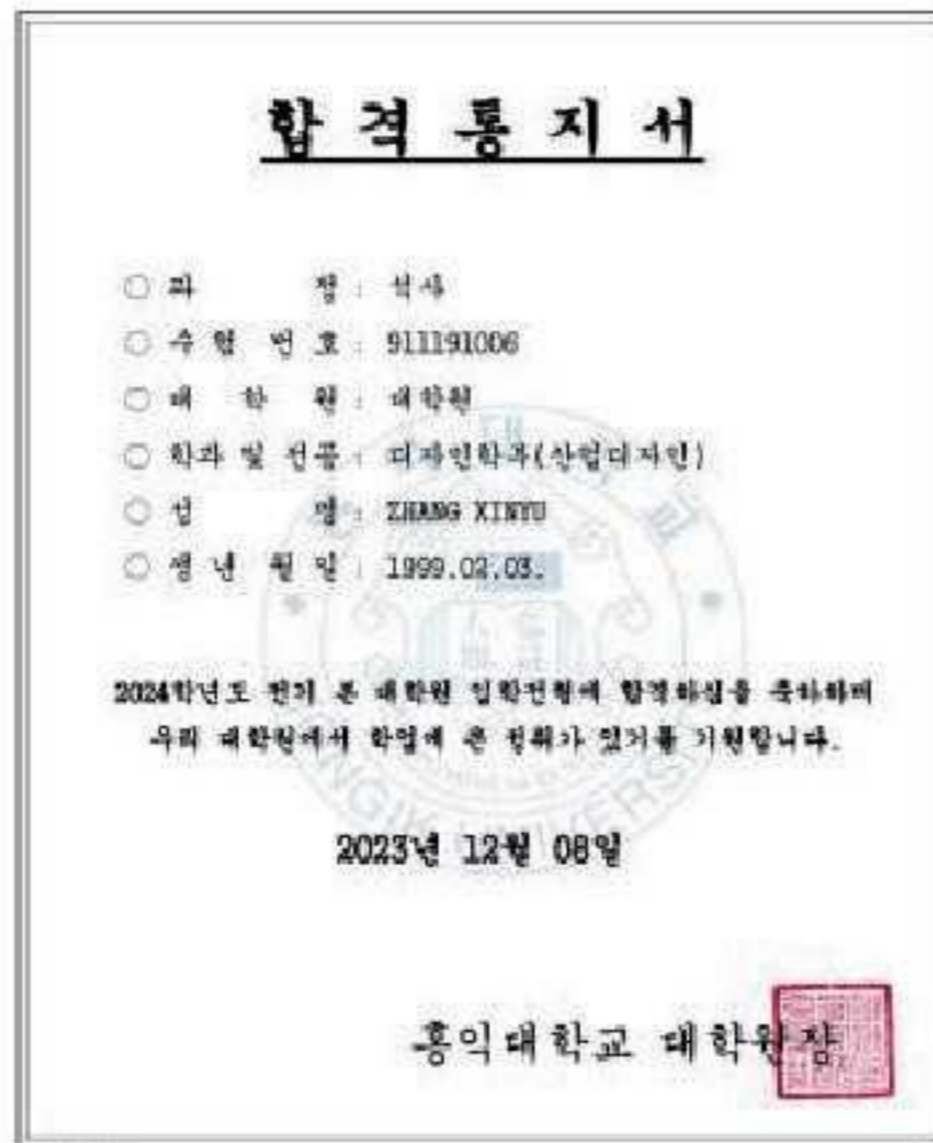 합격통지서
○ 과 정 : 석사
○ 수험 번호 : 911191006
○ 대 학 원 : 대학원
○ 학과 및 전공 : 디자인학과(산업디자인)
○ 성 명 : ZHANG XINYU
○ 생년 월일 : 1999.02.03.
2024학년도 전기 본 대학원 입학전형에 합격하심을 축하하며
우리 대학원에서 학업에 큰 성취가 있기를 기원합니다.
2023년 12월 08일
홍익대학교 대학원장